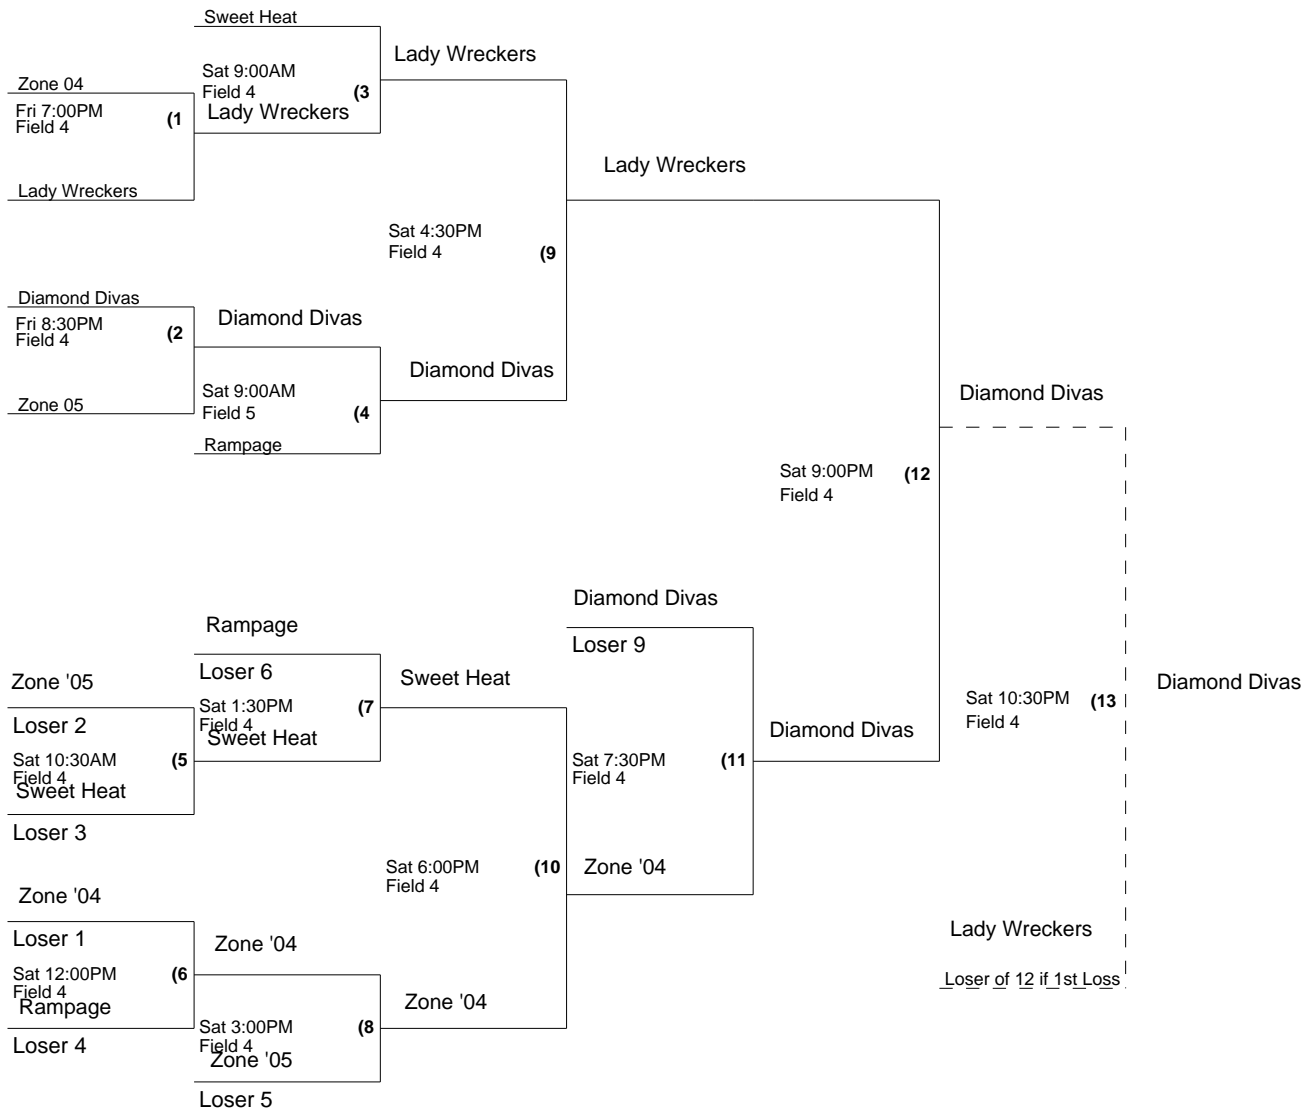 Sweet Heat
Lady Wreckers
Sat 9:00AM
Field 4
(3
Zone 04
Fri 7:00PM
Field 4
(1
Lady Wreckers
Lady Wreckers
Lady Wreckers
Sat 4:30PM
Field 4
(9
Diamond Divas
Fri 8:30PM
Field 4
(2
Diamond Divas
Diamond Divas
Sat 9:00AM
Field 5
(4
Zone 05
Rampage
Diamond Divas
Sat 9:00PM
Field 4
(12
Diamond Divas
Loser 9
Rampage
Loser 6
Sat 1:30PM
Field 4
(7
Sweet Heat
Sweet Heat
Zone '05
Loser 2
Sat 10:30AM
Field 4
(5
Sweet Heat
Loser 3
Diamond Divas
Sat 7:30PM
Field 4
(11
Sat 10:30PM
Field 4
(13
Diamond Divas
Sat 6:00PM
Field 4
(10
Zone '04
Zone '04
Loser 1
Sat 12:00PM
Field 4
(6
Rampage
Loser 4
Zone '04
Zone '04
Sat 3:00PM
Field 4
(8
Zone '05
Loser 5
Lady Wreckers
Loser of 12 if 1st Loss